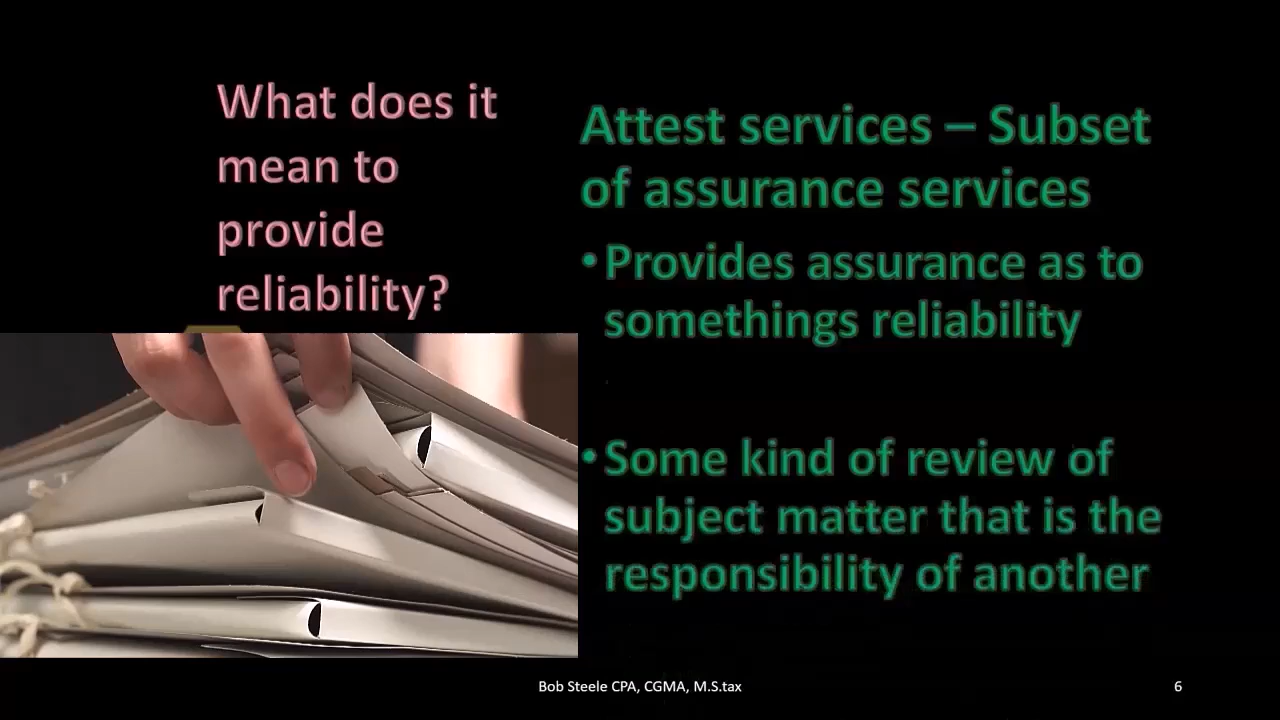 What does it
mean to
provide
reliability?
Attest services – Subset
of assurance services
•Provides assurance as to
somethings reliability
•Some kind of review of
subject matter that is the
responsibility of another
Bob Steele CPA, CGMA, M.S.tax
6